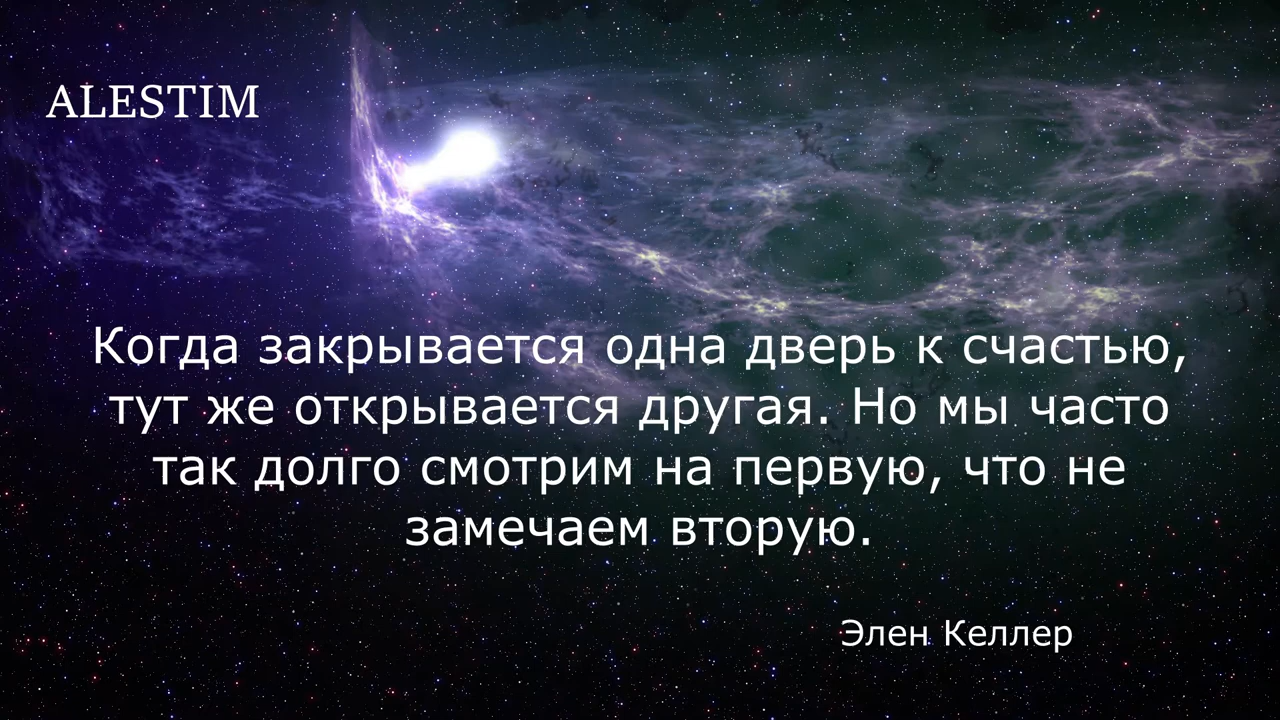 ALESTIM
Когда закрывается одна дверь к счастью,
тут же открывается другая. Но мы часто
так долго смотрим на первую, что не
замечаем вторую.
Элен Келлер